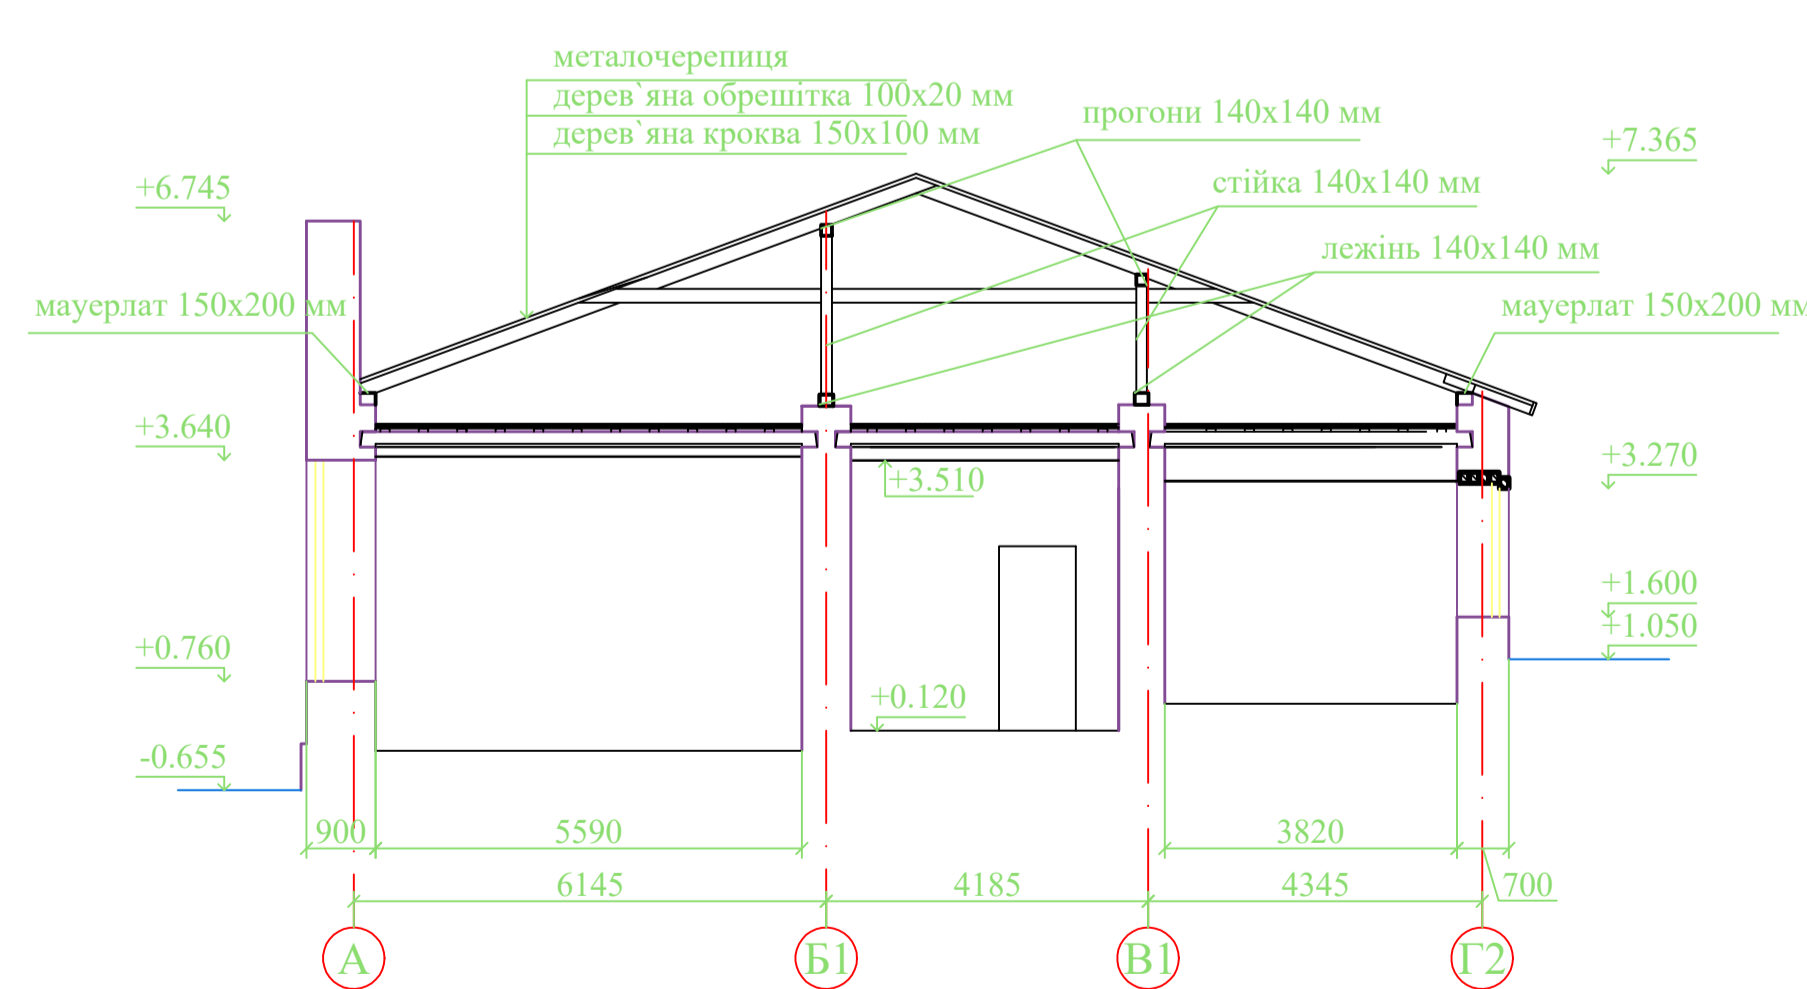 металочерепиця
дерев`яна обрешітка 100х20 мм
дерев`яна кроква 150х100 мм
прогони 140х140 мм
+7.365
+6.745
стійка 140х140 мм
лежінь 140х140 мм
мауерлат 150х200 мм
мауерлат 150х200 мм
+3.640
+3.270
+3.510
+1.600
+1.050
+0.760
+0.120
-0.655
900
5590
3820
6145
4185
4345
700
А
Б1
В1
Г2